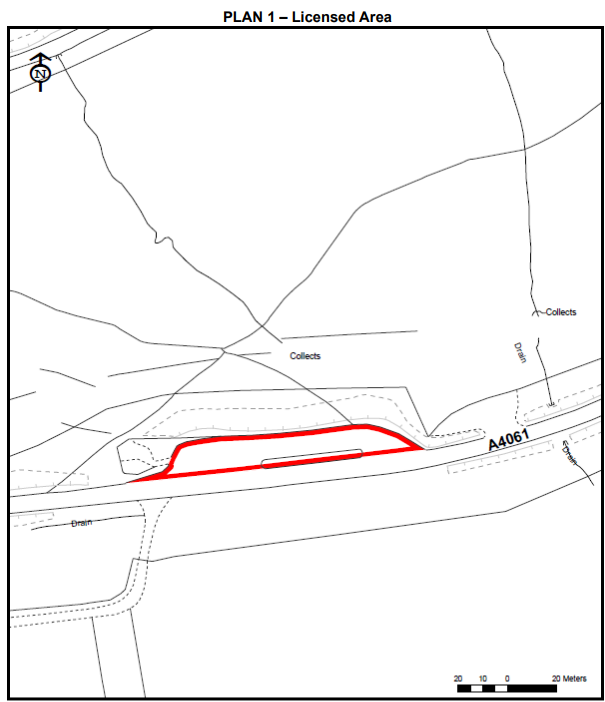 PLAN 1 – Licensed Area
N
Collects
Drain
Collects
A4061
Drain
Drain
20 10 0 20 Meters